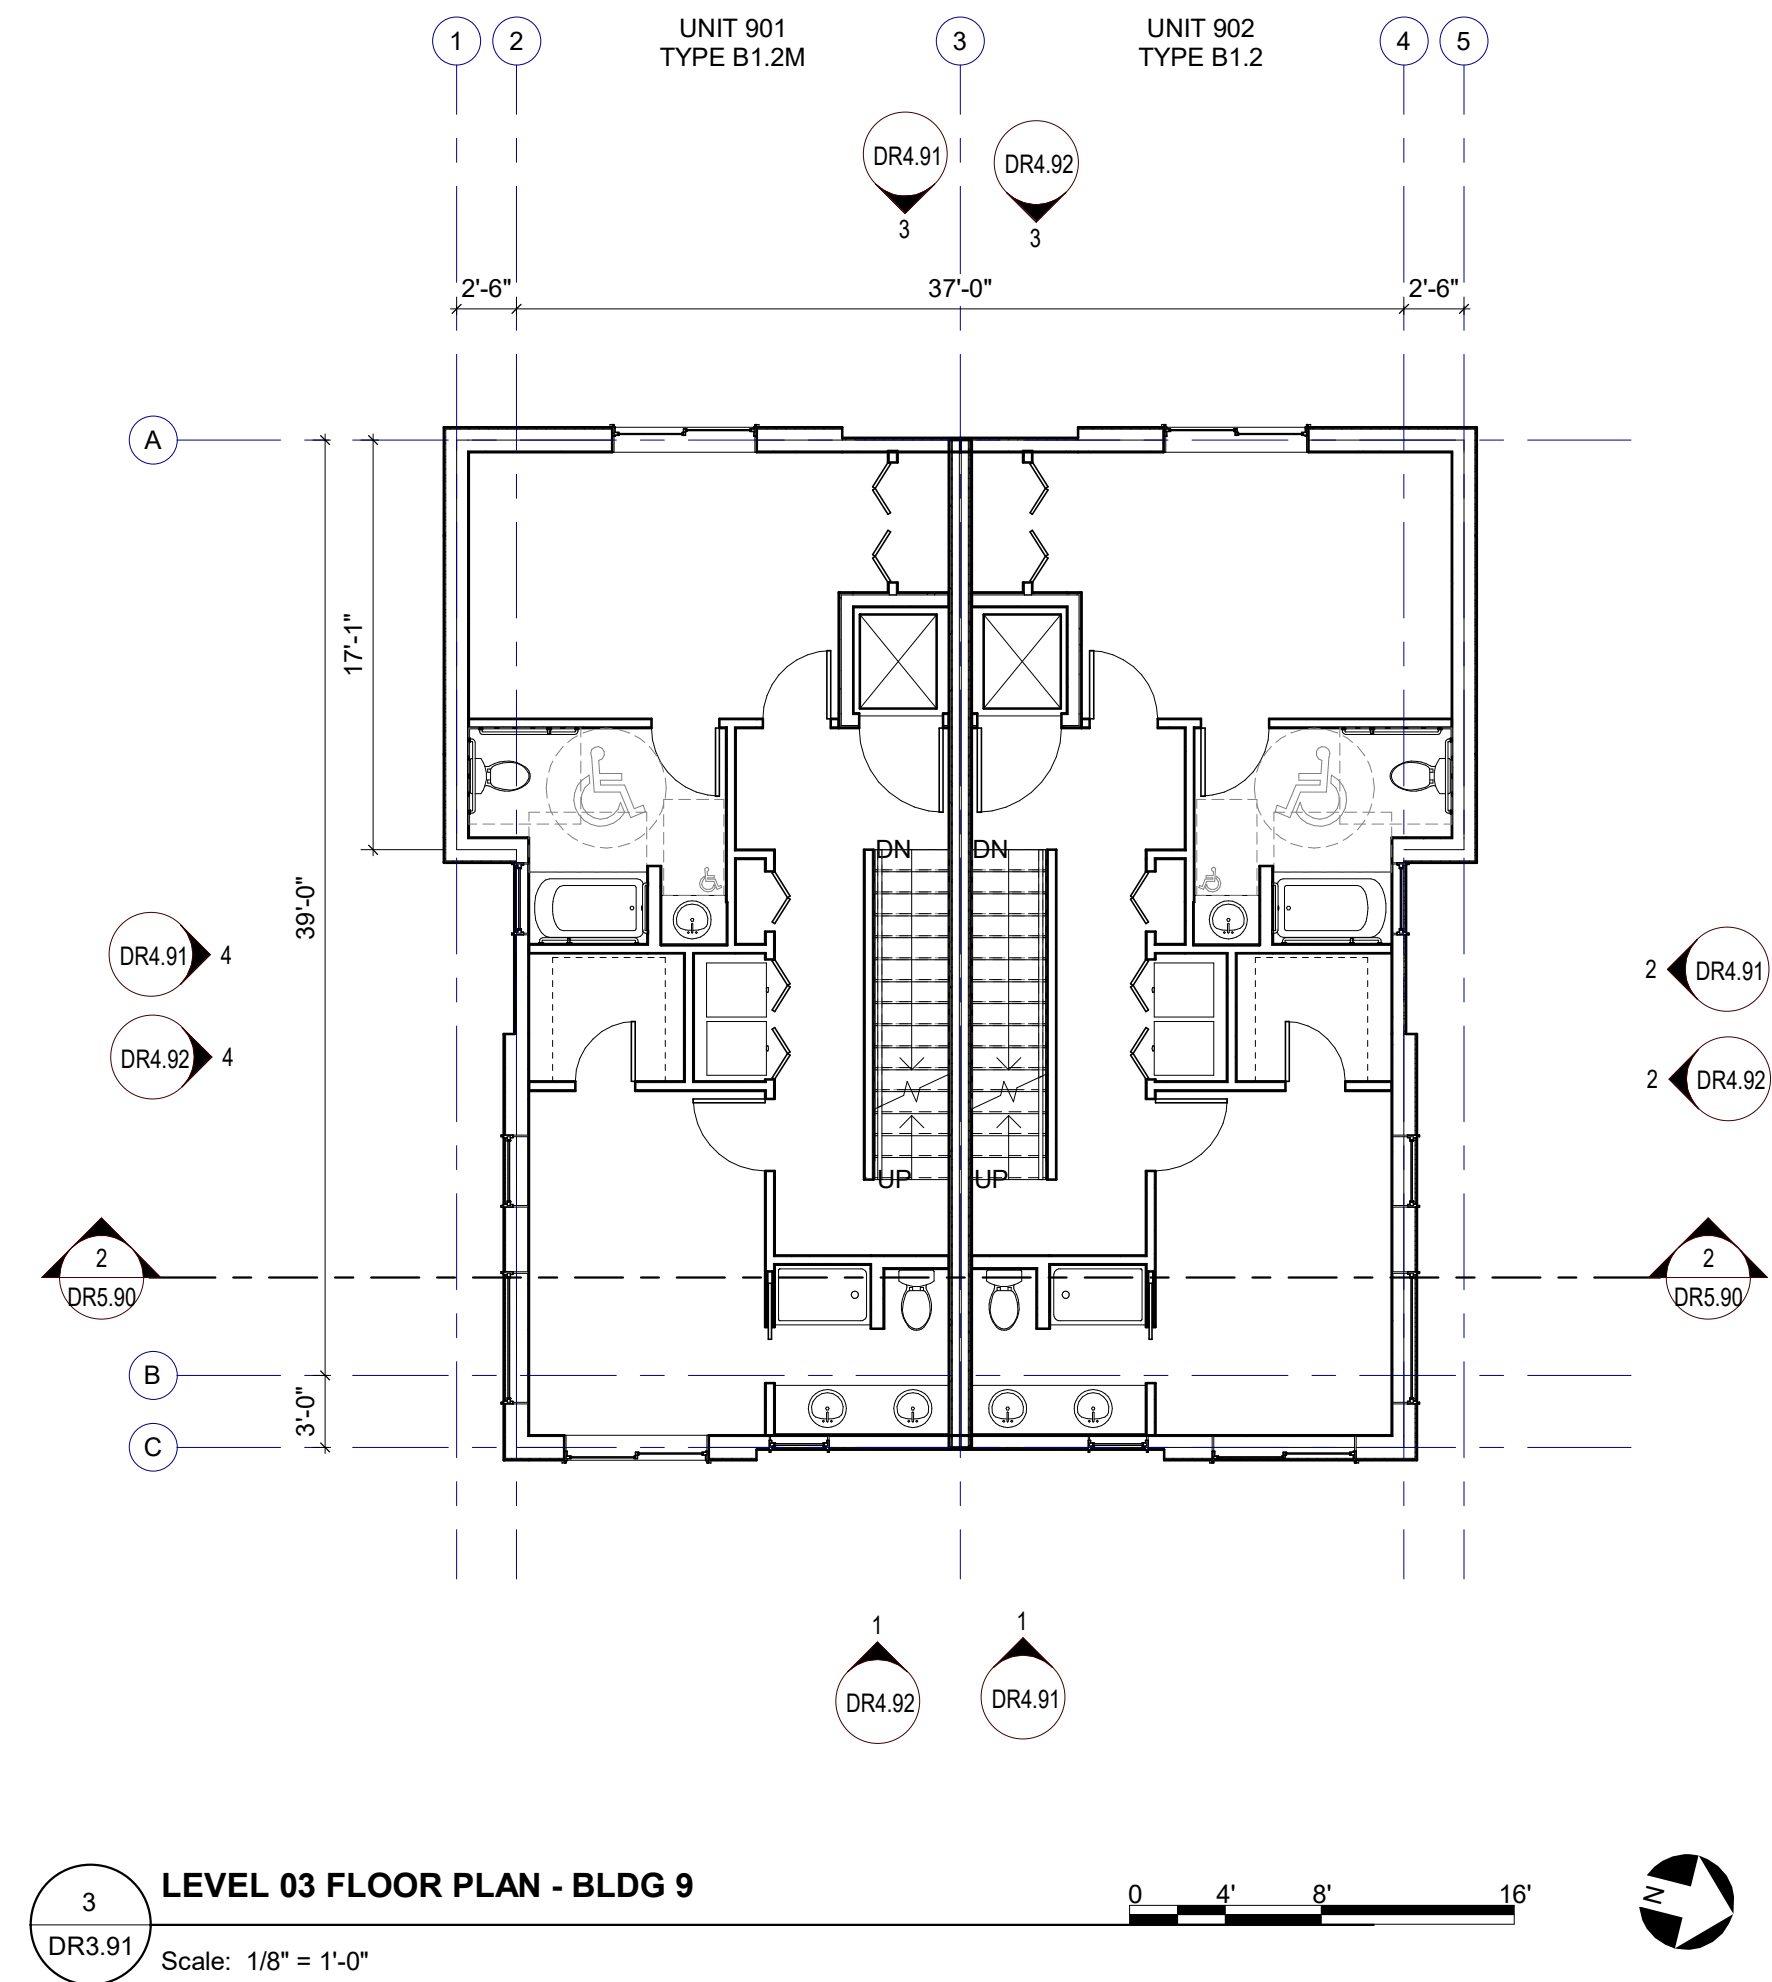 UNIT 901
TYPE B1.2M
UNIT 902
TYPE B1.2
1
2
3
4
5
DR4.91
3
DR4.92
3
2'-6"
37'-0"
2'-6"
A
17'-1"
39'-0"
DN
DN
DR4.91
4
DR4.92
4
2
DR4.91
2
DR4.92
UP
UP
2
DR5.90
2
DR5.90
B
3'-0"
C
1
DR4.92
1
DR4.91
3
DR3.91
LEVEL 03 FLOOR PLAN - BLDG 9
Scale: 1/8" = 1'-0"
0
4'
8'
16'
N